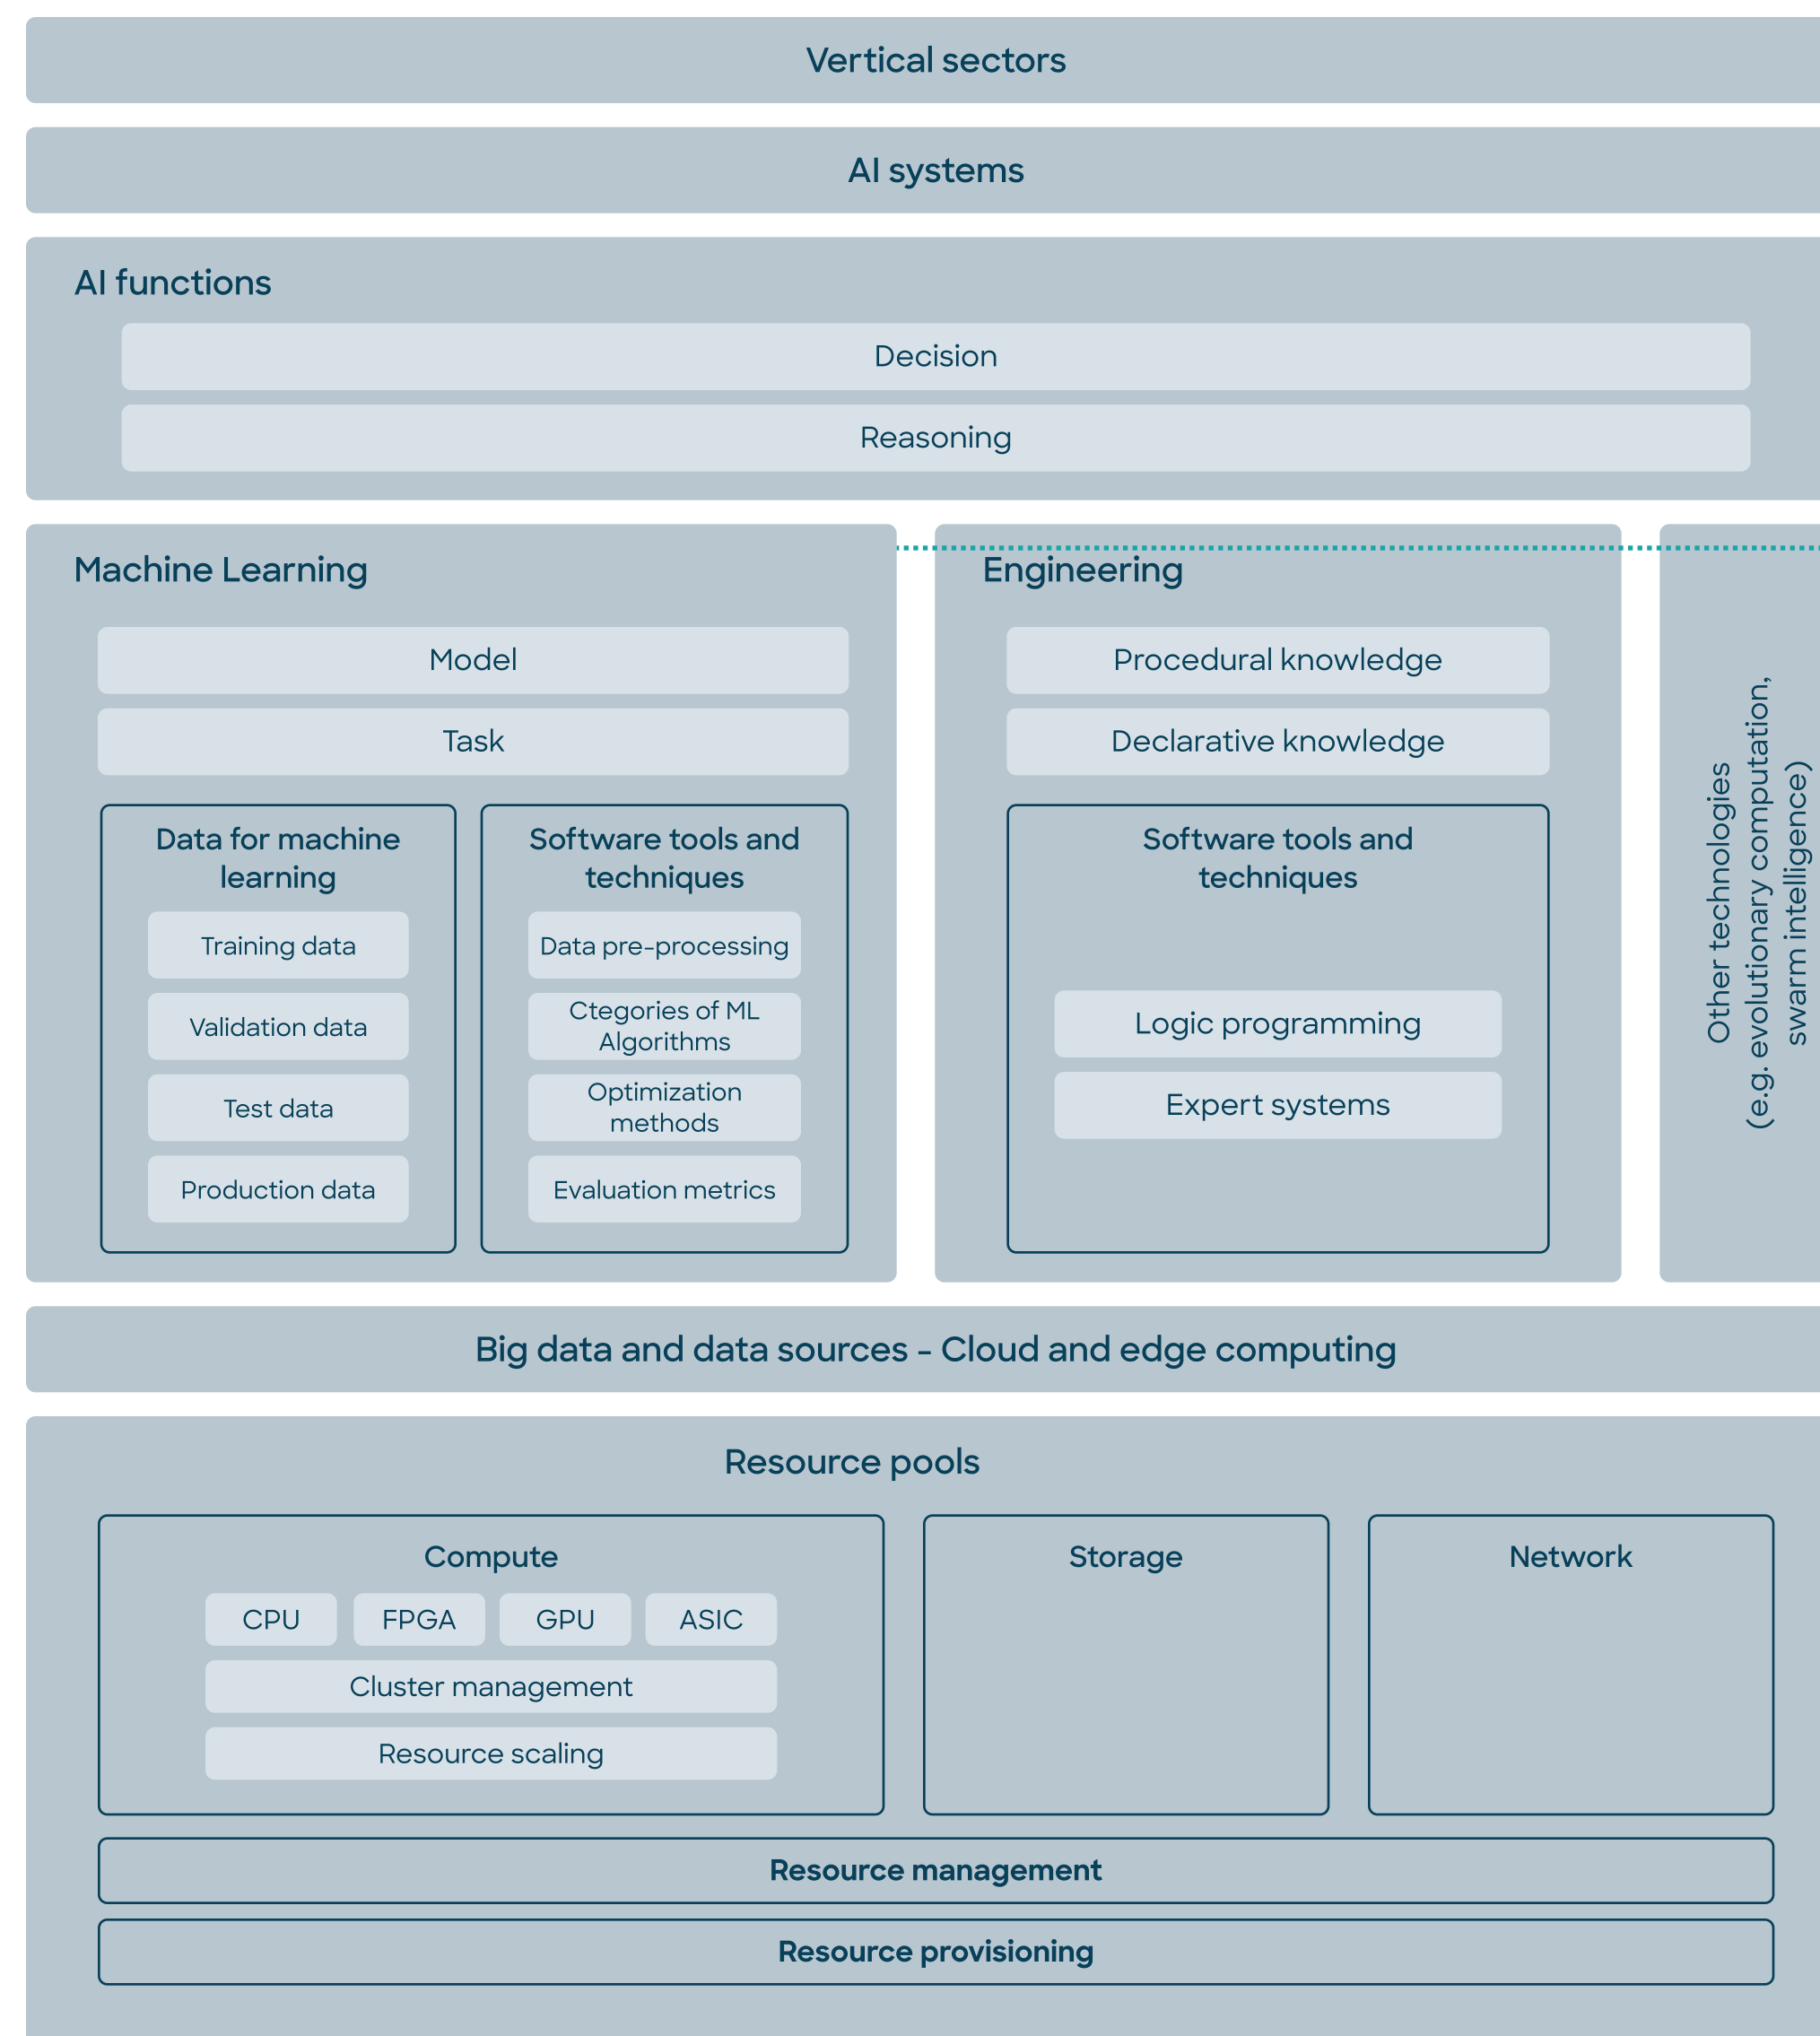 Vertical sectors
AI systems
AI functions
Decision
Reasoning
Machine Learning
Model
Task
Data for machine
learning
Training data
Validation data
Test data
Production data
Software tools and
techniques
Data pre-processing
Ctegories of ML
Algorithms
Optimization
methods
Evaluation metrics
Engineering
Procedural knowledge
Declarative knowledge
Software tools and
techniques
Logic programming
Expert systems
Other technologies
(e.g. evolutionary computation,
swarm intelligence)
Big data and data sources - Cloud and edge computing
Resource pools
Compute
CPU
FPGA
GPU
ASIC
Cluster management
Resource scaling
Storage
Network
Resource management
Resource provisioning